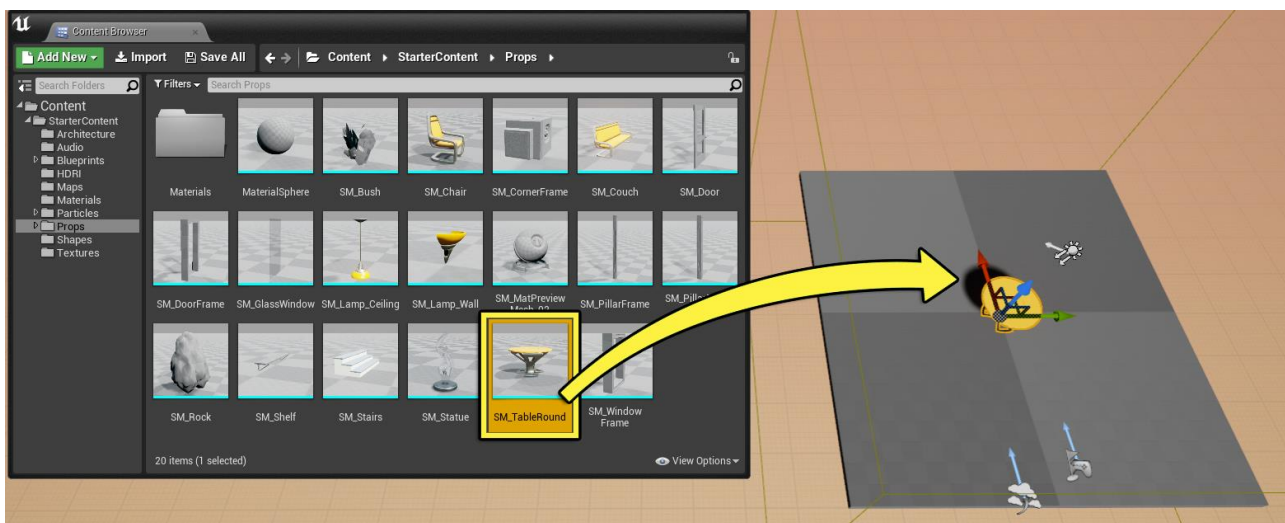 Content Browser
Add New
Import
Save All
Content
StarterContent
Props
Search Folders
Filters
Search Props
Content
StarterContent
Architecture
Audio
Blueprints
HDRI
Maps
Materials
Particles
Props
Shapes
Textures
Materials
MaterialSphere
SM_Bush
SM_Chair
SM_CornerFrame
SM_Couch
SM_Door
SM_DoorFrame
SM_GlassWindow
SM_Lamp_Ceiling
SM_Lamp_Wall
SM_MatPreview
SM_PillarFrame
SM_Rock
SM_Shelf
SM_Stairs
SM_Statue
SM_TableRound
SM_Window
Frame
20 items (1 selected)
View Options